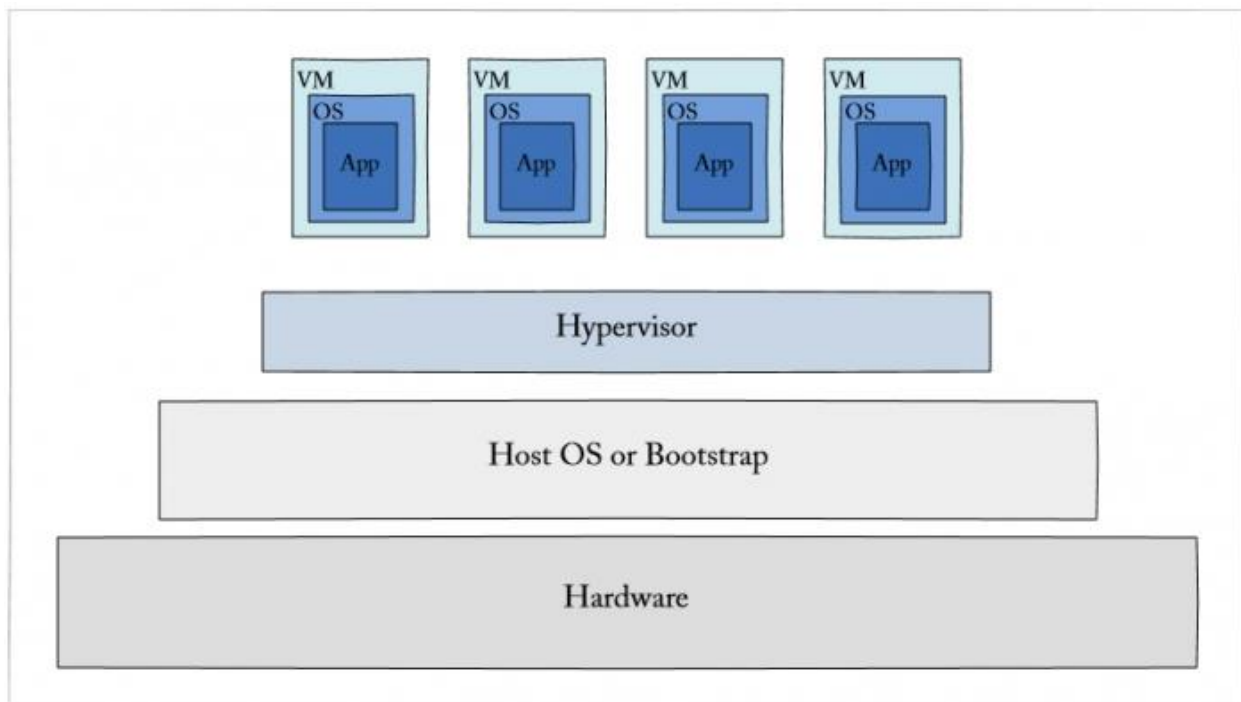 VM VM VM VM
OS OS OS OS
App App App App
Hypervisor
Host OS or Bootstrap
Hardware